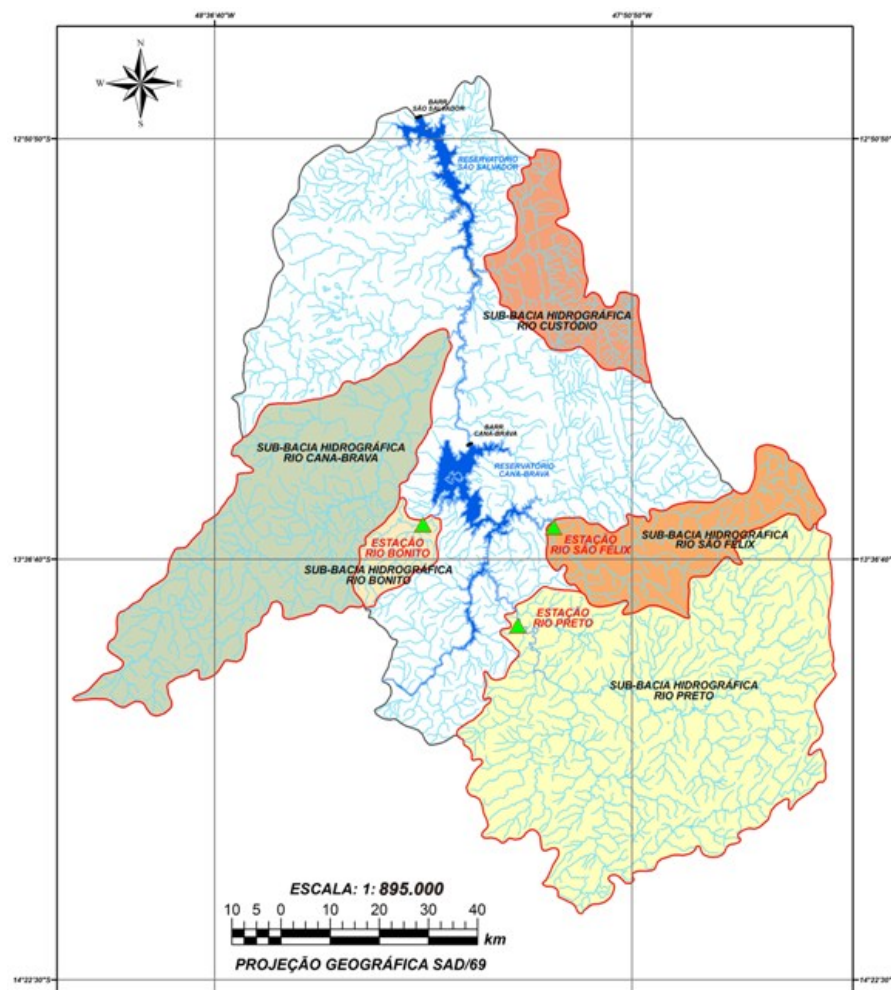 48°36'40"W
47°50'50"W
N
W
E
S
BARR.
SÃO SALVADOR
12°50'50"S
12°50'50"S
RESERVATÓRIO
SÃO SALVADOR
SUB-BACIA HIDROGRÁFICA
RIO CUSTÓDIO
BARR.
CANA-BRAVA
SUB-BACIA HIDROGRÁFICA
RIO CANA-BRAVA
RESERVATÓRIO
CANA-BRAVA
ESTAÇÃO
RIO BONITO
ESTAÇÃO
RIO SÃO FÉLIX
SUB-BACIA HIDROGRÁFICA
RIO SÃO FÉLIX
13°36'40"S
13°36'40"S
SUB-BACIA HIDROGRÁFICA
RIO BONITO
ESTAÇÃO
RIO PRETO
SUB-BACIA HIDROGRÁFICA
RIO PRETO
ESCALA: 1: 895.000
10 5 0 10 20 30 40
km
PROJEÇÃO GEOGRÁFICA SAD/69
14°22'30"S
14°22'30"S